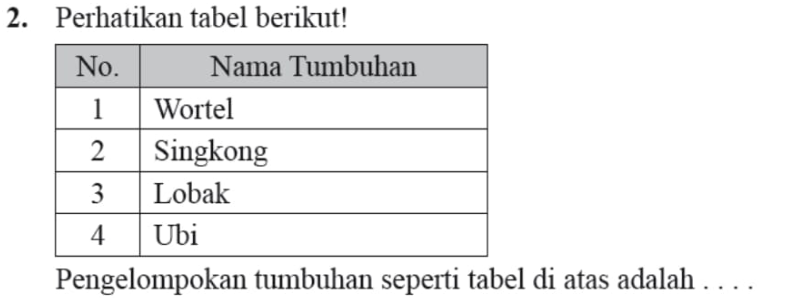 2. Perhatikan tabel berikut!
No. Nama Tumbuhan
1 Wortel
2 Singkong
3 Lobak
4 Ubi
Pengelompokan tumbuhan seperti tabel di atas adalah . . . .